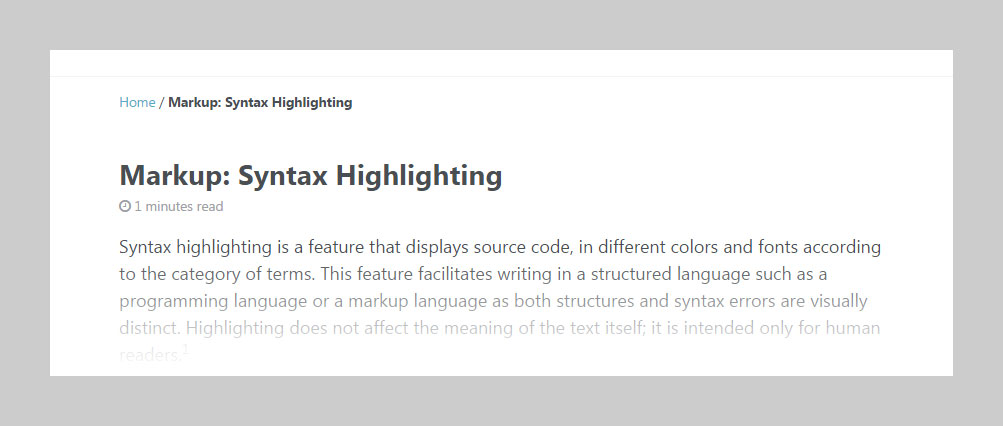 Home / Markup: Syntax Highlighting
Markup: Syntax Highlighting
1 minutes read
Syntax highlighting is a feature that displays source code, in different colors and fonts according
to the category of terms. This feature facilitates writing in a structured language such as a
programming language or a markup language as both structures and syntax errors are visually
distinct. Highlighting does not affect the meaning of the text itself; it is intended only for human
readers.1